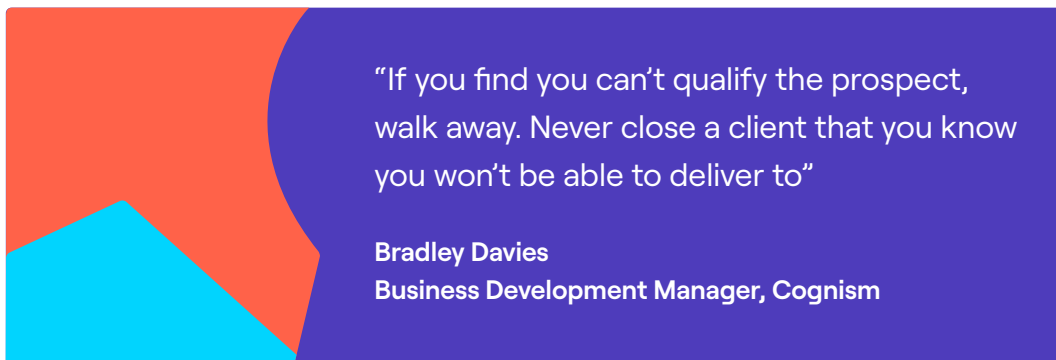 “If you find you can’t qualify the prospect,
walk away. Never close a client that you know
you won’t be able to deliver to”
Bradley Davies
Business Development Manager, Cognism